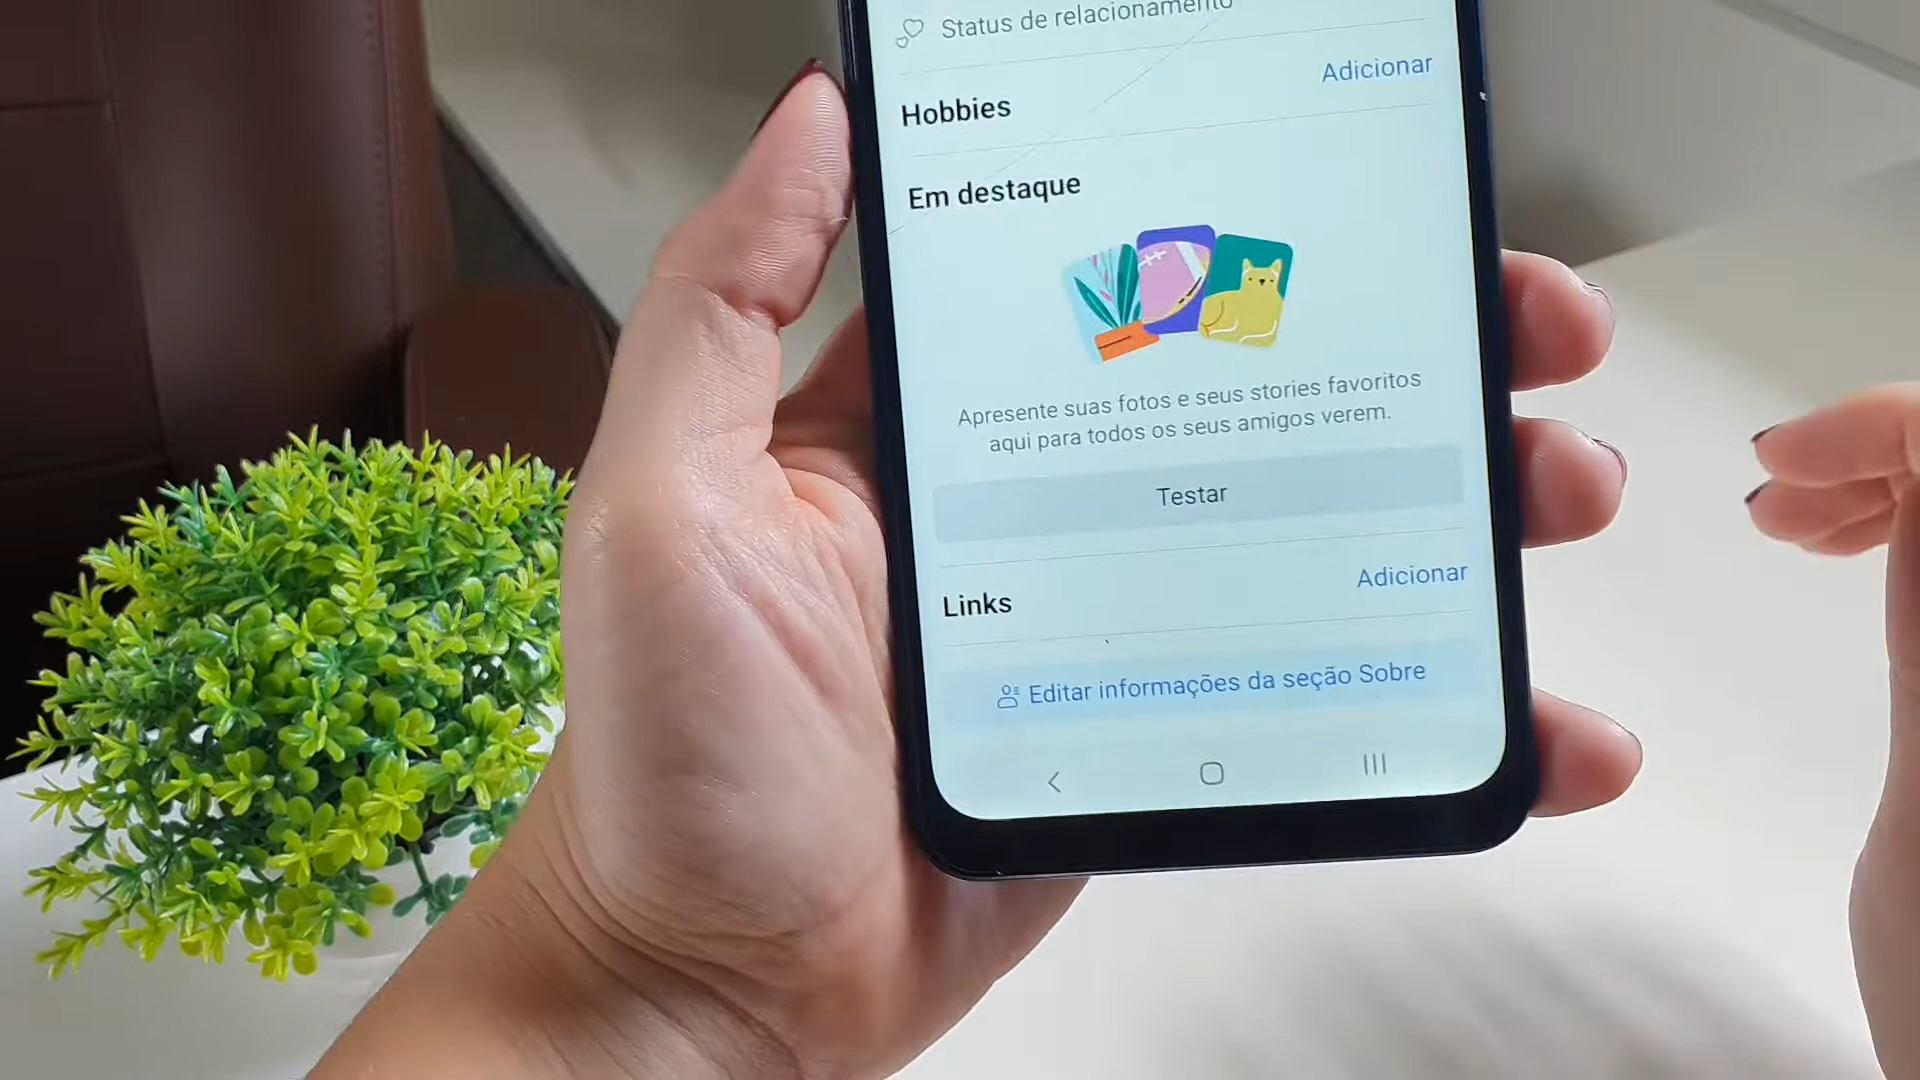 Status de relacionamento
Adicionar
Hobbies
Em destaque
Apresente suas fotos e seus stories favoritos
aqui para todos os seus amigos verem.
Testar
Adicionar
Links
Editar informações da seção Sobre